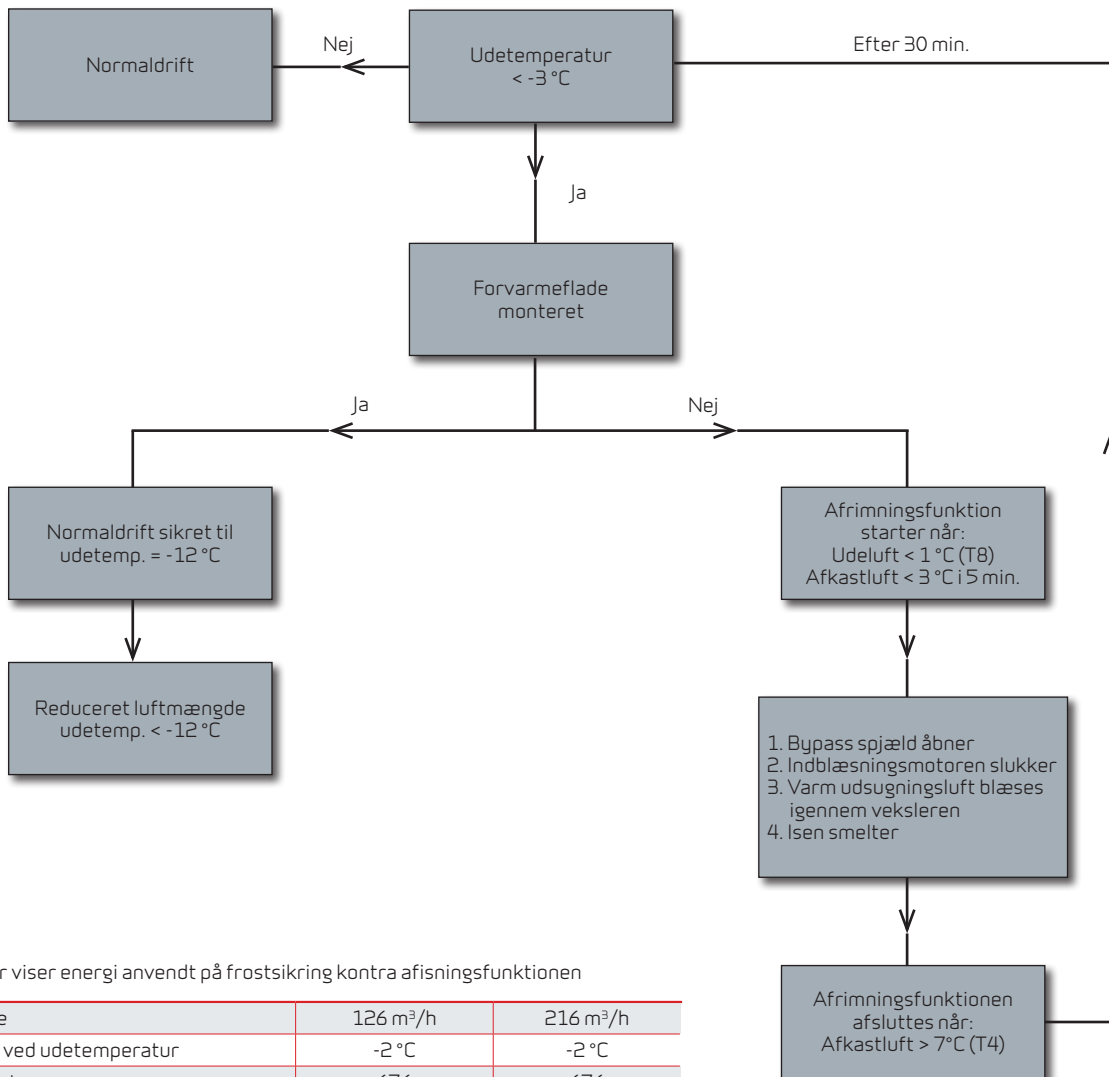 Normaldrift
Nej
Udetemperatur
< -3 °C
Efter 30 min.
Ja
Forvarmeflade
monteret
Ja
Nej
Normaldrift sikret til
udetemp. = -12 °C
Afrimningsfunktion
starter når:
Udeluft < 1 °C (T8)
Afkastluft < 3 °C i 5 min.
Reduceret luftmængde
udetemp. < -12 °C
1. Bypass spjæld åbner
2. Indblæsningsmotoren slukker
3. Varm udsugningsluft blæses
igennem veksleren
4. Isen smelter
Afrimningsfunktionen
afsluttes når:
Afkastluft > 7°C (T4)
viser energi anvendt på frostsikring kontra afisningsfunktionen
126 m³/h 216 m³/h
ved udetemperatur -2 °C -2 °C